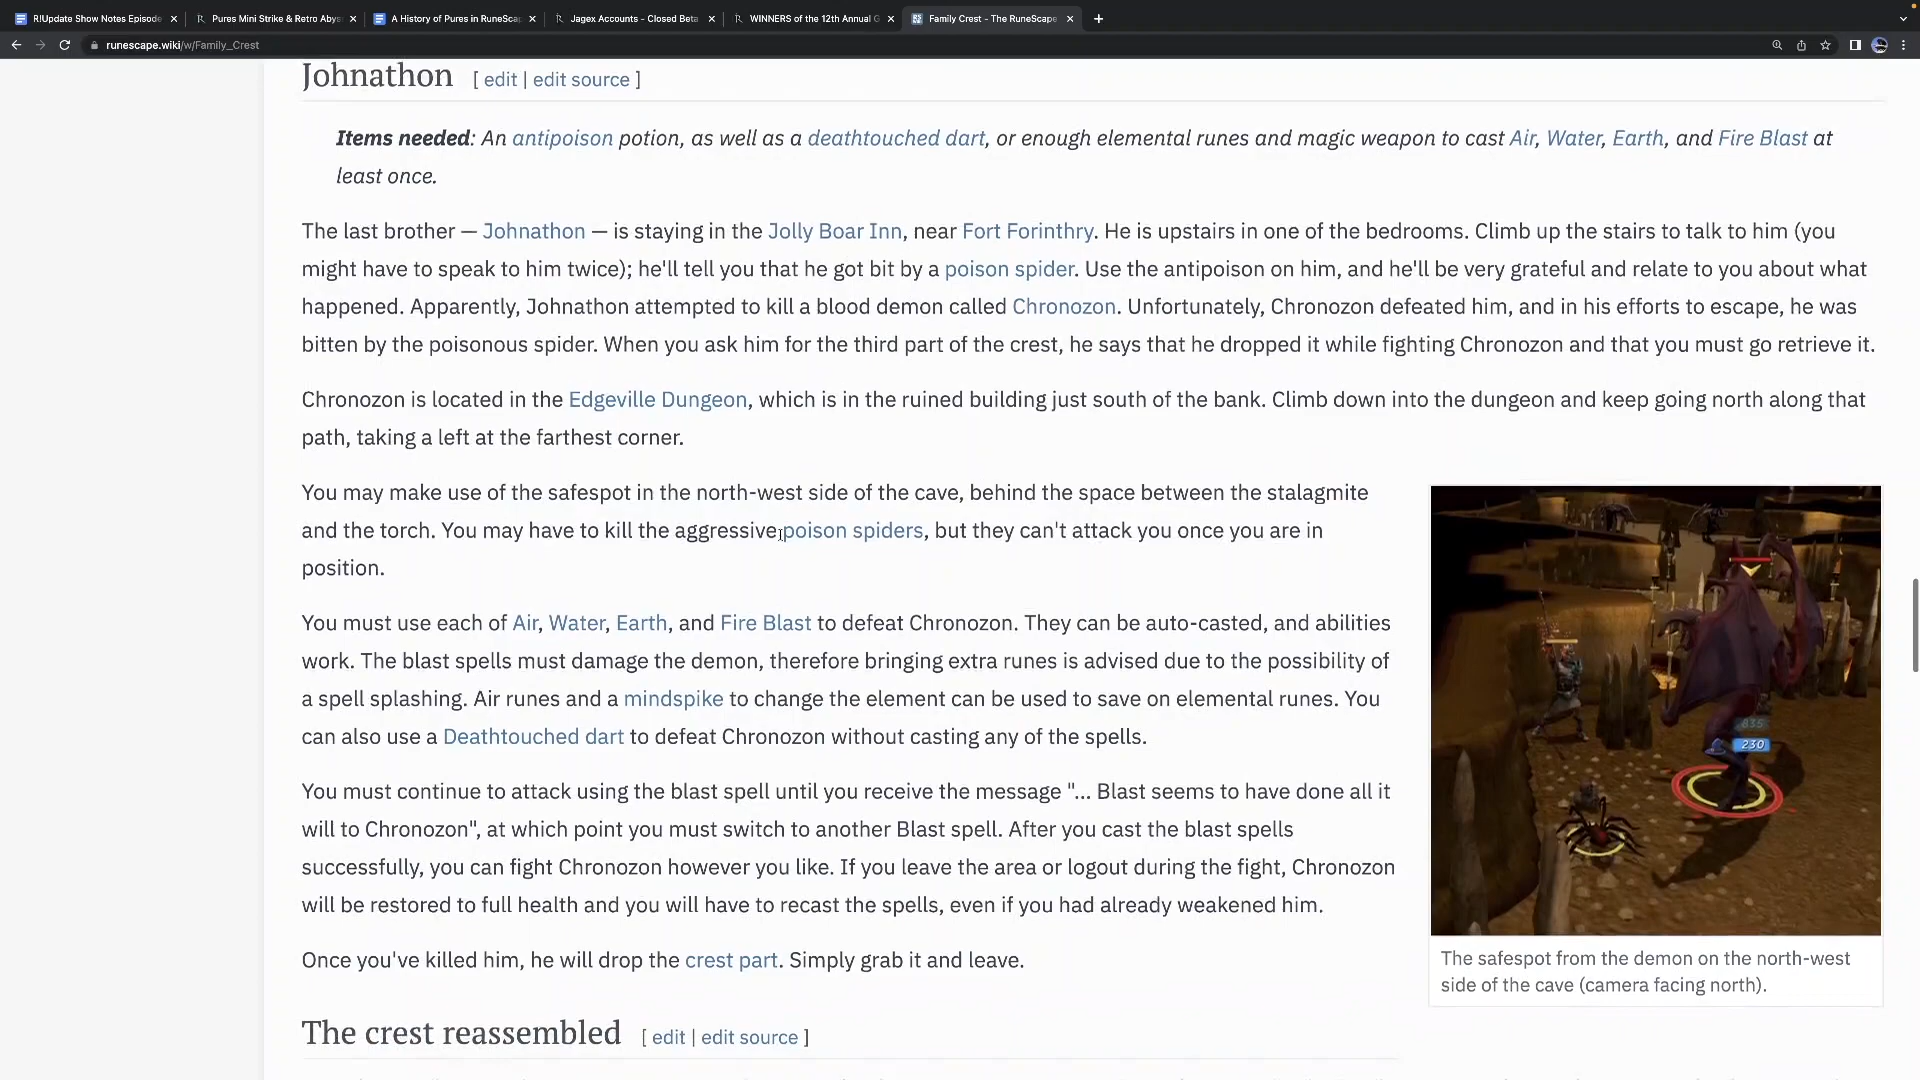 R!Update Show Notes Episode
Pures Mini Strike & Retro Abys
A History of Pures in RuneSca
Jagex Accounts - Closed Beta
WINNERS of the 12th Annual G
Family Crest - The RuneScape
runescape.wiki/w/Family_Crest
Johnathon [ edit | edit source ]
Items needed: An antipoison potion, as well as a deathtouched dart, or enough elemental runes and magic weapon to cast Air, Water, Earth, and Fire Blast at
least once.
The last brother — Johnathon — is staying in the Jolly Boar Inn, near Fort Forinthry. He is upstairs in one of the bedrooms. Climb up the stairs to talk to him (you
might have to speak to him twice); he'll tell you that he got bit by a poison spider. Use the antipoison on him, and he'll be very grateful and relate to you about what
happened. Apparently, Johnathon attempted to kill a blood demon called Chronozon. Unfortunately, Chronozon defeated him, and in his efforts to escape, he was
bitten by the poisonous spider. When you ask him for the third part of the crest, he says that he dropped it while fighting Chronozon and that you must go retrieve it.
Chronozon is located in the Edgeville Dungeon, which is in the ruined building just south of the bank. Climb down into the dungeon and keep going north along that
path, taking a left at the farthest corner.
You may make use of the safespot in the north-west side of the cave, behind the space between the stalagmite
and the torch. You may have to kill the aggressive poison spiders, but they can't attack you once you are in
position.
You must use each of Air, Water, Earth, and Fire Blast to defeat Chronozon. They can be auto-casted, and abilities
work. The blast spells must damage the demon, therefore bringing extra runes is advised due to the possibility of
a spell splashing. Air runes and a mindspike to change the element can be used to save on elemental runes. You
can also use a Deathtouched dart to defeat Chronozon without casting any of the spells.
You must continue to attack using the blast spell until you receive the message "... Blast seems to have done all it
will to Chronozon", at which point you must switch to another Blast spell. After you cast the blast spells
successfully, you can fight Chronozon however you like. If you leave the area or logout during the fight, Chronozon
will be restored to full health and you will have to recast the spells, even if you had already weakened him.
Once you've killed him, he will drop the crest part. Simply grab it and leave.
835
230
The safespot from the demon on the north-west
side of the cave (camera facing north).
The crest reassembled [ edit | edit source ]